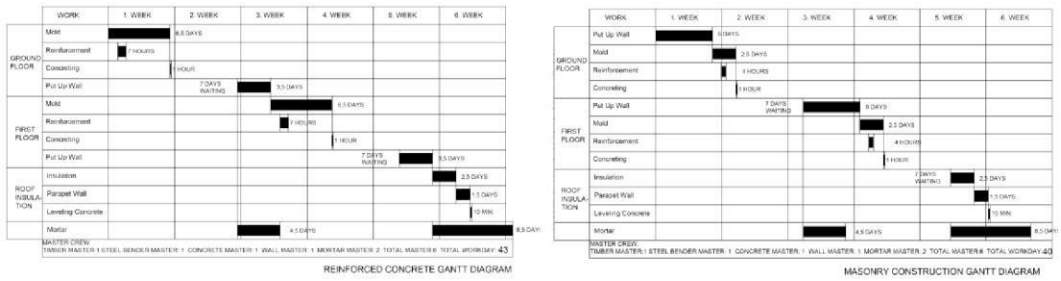 WORK 1. WEEK 2. WEEK 3. WEEK 4. WEEK 5. WEEK 6. WEEK
GROUND FLOOR
Mold 6,5 DAYS
Reinforcement 7 HOURS
Concasting 1 HOUR
Put Up Wall 7 DAYS WAITING 3,5 DAYS
FIRST FLOOR
Mold 6,5 DAYS
Reinforcement 7 HOURS
Concasting 1 HOUR
Put Up Wall 7 DAYS WAITING 3,5 DAYS
ROOF INSULA-TION
Insulation 2,5 DAYS
Parapet Wall 1,5 DAYS
Leveling Concrete 10 MIN.
Mortar 4,5 DAYS 8,5 DAYS
MASTER CREW:
TIMBER MASTER: 1 STEEL BENDER MASTER: 1 CONCRETE MASTER: 1 WALL MASTER: 1 MORTAR MASTER: 2 TOTAL MASTER: 6 TOTAL WORKDAY: 43
REINFORCED CONCRETE GANTT DIAGRAM
WORK 1. WEEK 2. WEEK 3. WEEK 4. WEEK 5. WEEK 6. WEEK
GROUND FLOOR
Put Up Wall 6 DAYS
Mold 2,5 DAYS
Reinforcement 4 HOURS
Concreting 1 HOUR
FIRST FLOOR
Put Up Wall 7 DAYS WAITING 6 DAYS
Mold 2,5 DAYS
Reinforcement 4 HOURS
Concreting 1 HOUR
ROOF INSULA-TION
Insulation 7 DAYS WAITING 2,5 DAYS
Parapet Wall 1,5 DAYS
Leveling Concrete 10 MIN.
Mortar 4,5 DAYS 8,5 DAYS
MASTER CREW:
TIMBER MASTER: 1 STEEL BENDER MASTER: 1 CONCRETE MASTER: 1 WALL MASTER: 1 MORTAR MASTER: 2 TOTAL MASTER: 6 TOTAL WORKDAY: 40
MASONRY CONSTRUCTION GANTT DIAGRAM